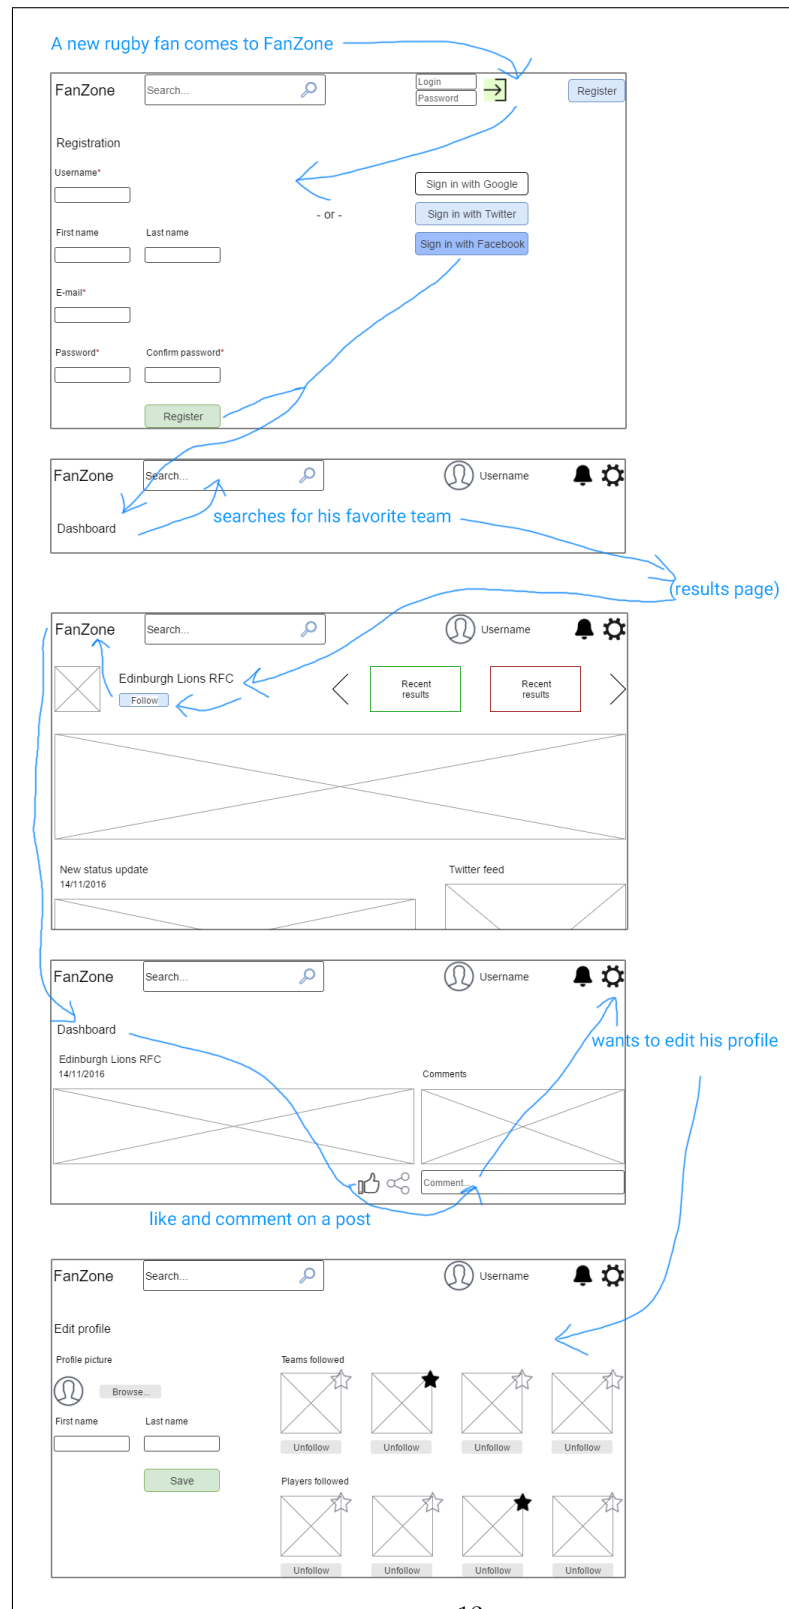 A new rugby fan comes to FanZone
FanZone
Search...
Login
Password
Register
Registration
Username*
Sign in with Google
- or -
Sign in with Twitter
First name Last name
Sign in with Facebook
E-mail*
Password* Confirm password*
Register
FanZone
Search...
Username
searches for his favorite team
Dashboard
(results page)
FanZone
Search...
Username
Edinburgh Lions RFC
Follow
Recent
results
Recent
results
New status update
14/11/2016
Twitter feed
FanZone
Search...
Username
Dashboard
wants to edit his profile
Edinburgh Lions RFC
14/11/2016
Comments
Comment...
like and comment on a post
FanZone
Search...
Username
Edit profile
Profile picture
Browse...
First name Last name
Save
Teams followed
Unfollow Unfollow Unfollow Unfollow
Players followed
Unfollow Unfollow Unfollow Unfollow